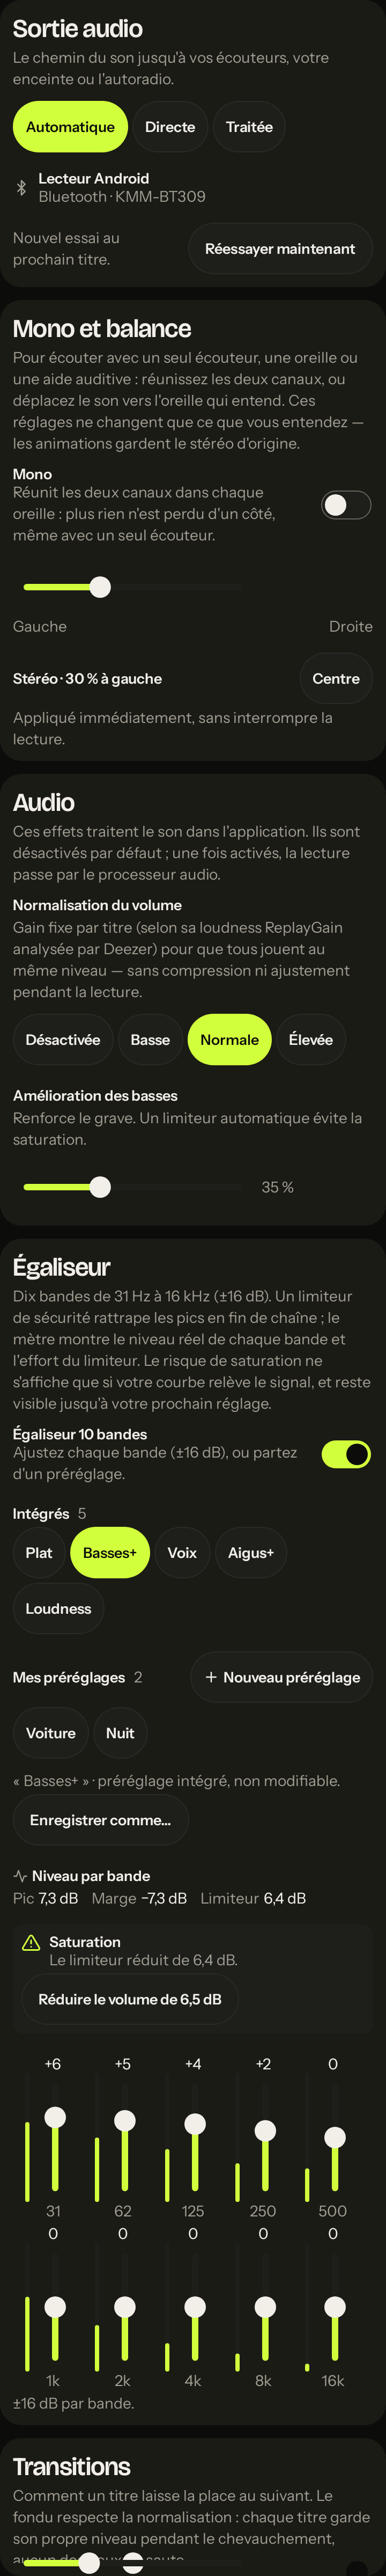 Sortie audio
Le chemin du son jusqu'à vos écouteurs, votre
enceinte ou l'autoradio.
Automatique
Directe
Traitée
Lecteur Android
Bluetooth · KMM-BT309
Nouvel essai au
prochain titre.
Réessayer maintenant
Mono et balance
Pour écouter avec un seul écouteur, une oreille ou
une aide auditive : réunissez les deux canaux, ou
déplacez le son vers l'oreille qui entend. Ces
réglages ne changent que ce que vous entendez —
les animations gardent le stéréo d'origine.
Mono
Réunit les deux canaux dans chaque
oreille : plus rien n'est perdu d'un côté,
même avec un seul écouteur.
Gauche
Droite
Stéréo · 30 % à gauche
Centre
Appliqué immédiatement, sans interrompre la
lecture.
Audio
Ces effets traitent le son dans l'application. Ils sont
désactivés par défaut ; une fois activés, la lecture
passe par le processeur audio.
Normalisation du volume
Gain fixe par titre (selon sa loudness ReplayGain
analysée par Deezer) pour que tous jouent au
même niveau — sans compression ni ajustement
pendant la lecture.
Désactivée
Basse
Normale
Élevée
Amélioration des basses
Renforce le grave. Un limiteur automatique évite la
saturation.
35 %
Égaliseur
Dix bandes de 31 Hz à 16 kHz (±16 dB). Un limiteur
de sécurité rattrape les pics en fin de chaîne ; le
mètre montre le niveau réel de chaque bande et
l'effort du limiteur. Le risque de saturation ne
s'affiche que si votre courbe relève le signal, et reste
visible jusqu'à votre prochain réglage.
Égaliseur 10 bandes
Ajustez chaque bande (±16 dB), ou partez
d'un préréglage.
Intégrés 5
Plat
Basses+
Voix
Aigus+
Loudness
Mes préréglages 2
+ Nouveau préréglage
Voiture
Nuit
« Basses+ » · préréglage intégré, non modifiable.
Enregistrer comme...
Niveau par bande
Pic 7,3 dB Marge −7,3 dB Limiteur 6,4 dB
Saturation
Le limiteur réduit de 6,4 dB.
Réduire le volume de 6,5 dB
+6 +5 +4 +2 0
31 62 125 250 500
0 0 0 0 0
1k 2k 4k 8k 16k
±16 dB par bande.
Transitions
Comment un titre laisse la place au suivant. Le
fondu respecte la normalisation : chaque titre garde
son propre niveau pendant le chevauchement,